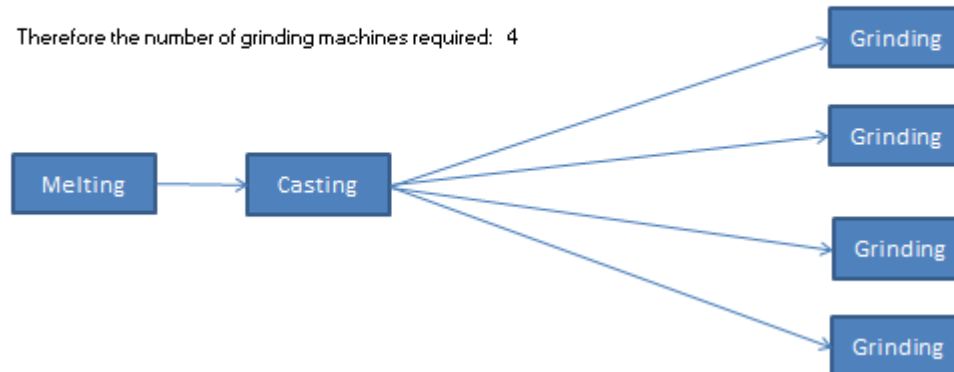 Therefore the number of grinding machines required: 4
Grinding
Grinding
Melting
Casting
Grinding
Grinding